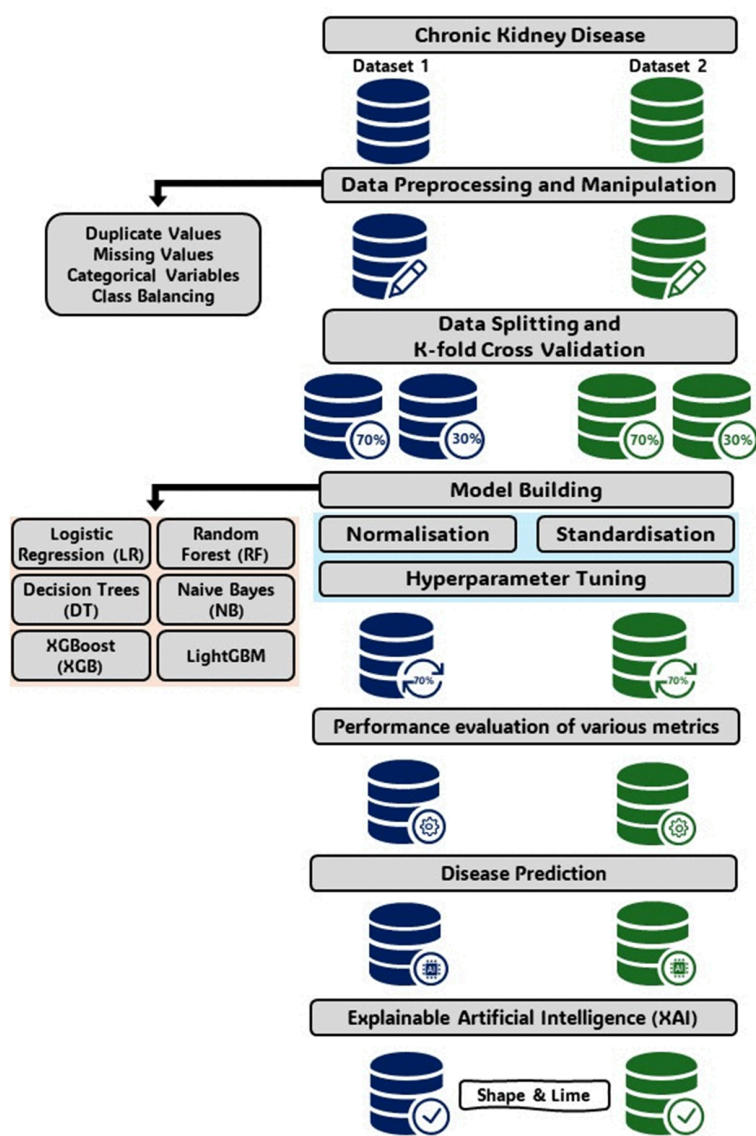 Chronic Kidney Disease
Dataset 1
Dataset 2
Data Preprocessing and Manipulation
Duplicate Values
Missing Values
Categorical Variables
Class Balancing
Data Splitting and
K-fold Cross Validation
70%
30%
70%
30%
Model Building
Logistic
Regression (LR)
Random
Forest (RF)
Decision Trees
(DT)
Naive Bayes
(NB)
XGBoost
(XGB)
LightGBM
Normalisation
Standardisation
Hyperparameter Tuning
70%
70%
Performance evaluation of various metrics
Disease Prediction
AI
AI
Explainable Artificial Intelligence (XAI)
Shape & Lime